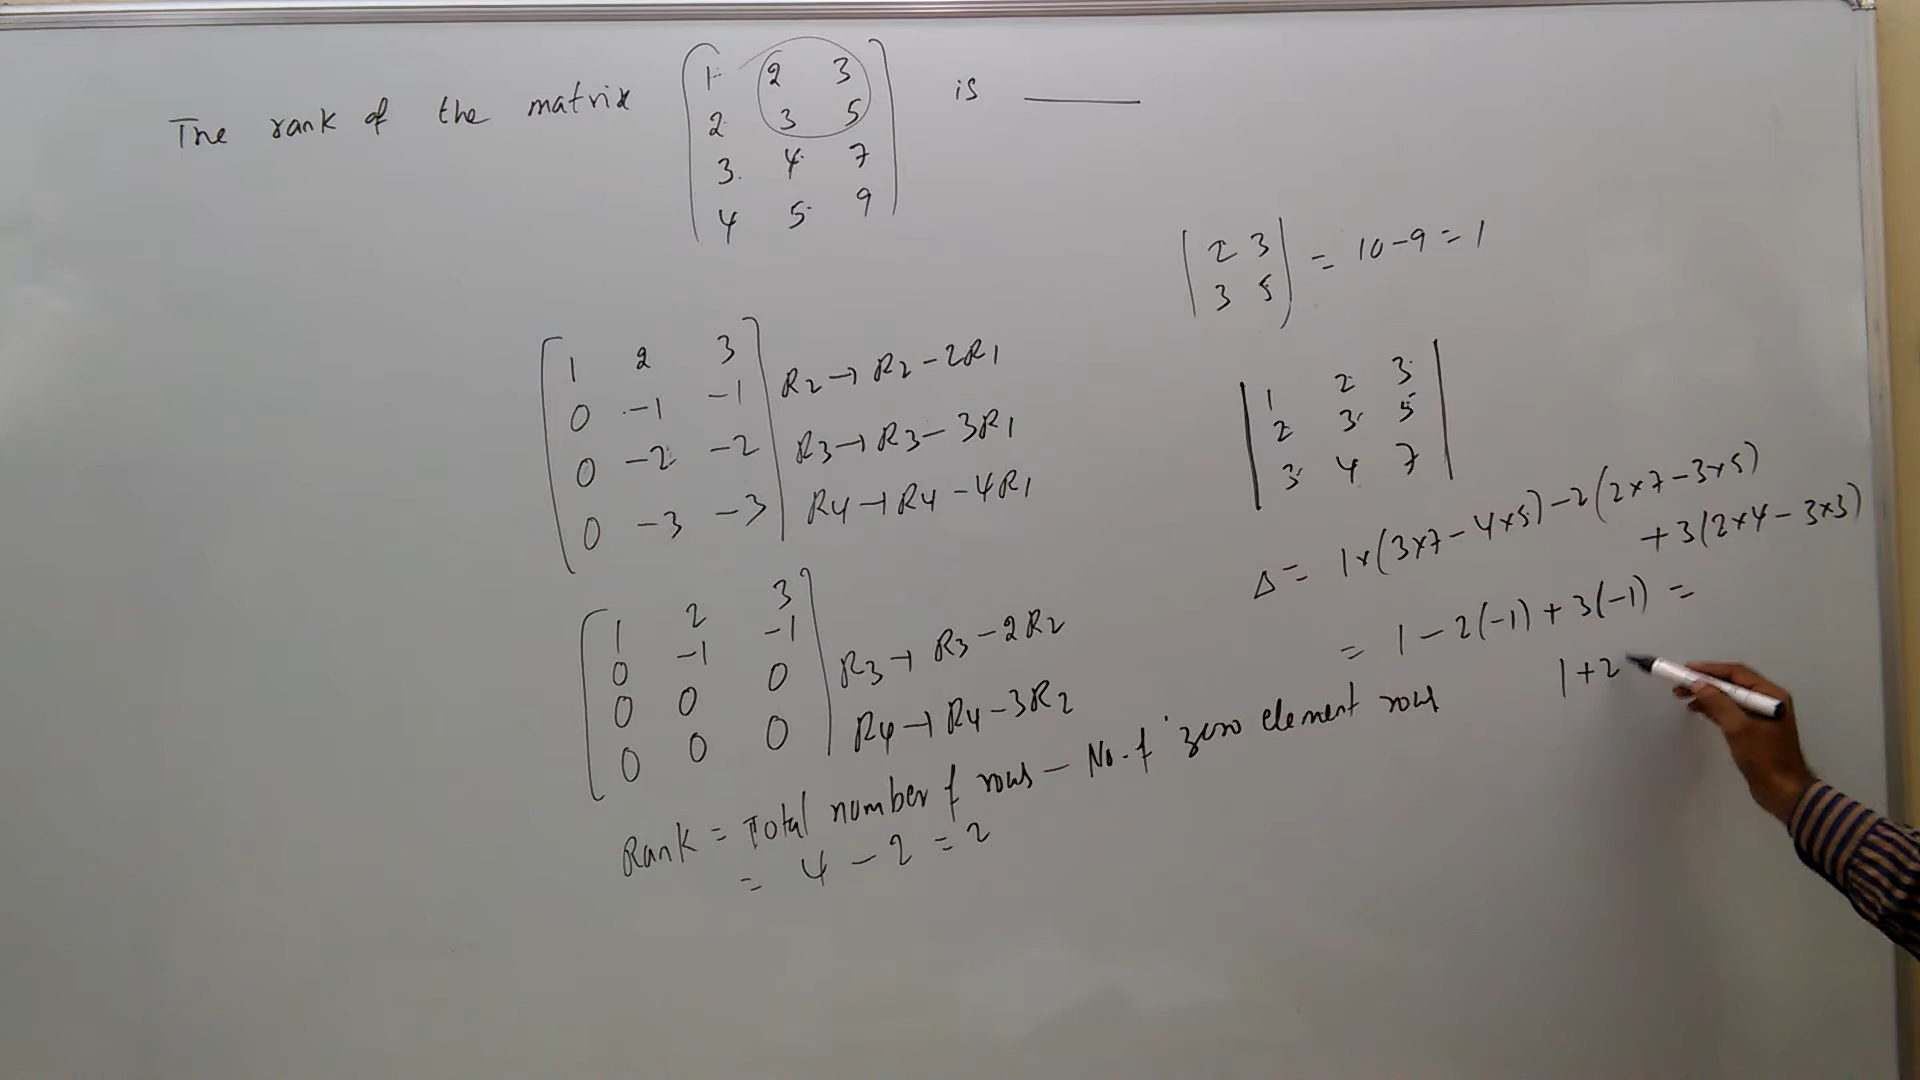 The rank of the matrix
1 2 3
2 3 5
3 4 7
4 5 9
is ____
1 2 3
0 -1 -1 R2→R2-2R1
0 -2 -2 R3→R3-3R1
0 -3 -3 R4→R4-4R1
1 2 3
0 -1 -1
0 0 0 R3→R3-2R2
0 0 0 R4→R4-3R2
Rank = Total number of rows - No. of zero element rows
= 4 - 2 = 2
2 3
3 5
= 10-9 = 1
1 2 3
2 3 5
3 4 7
Δ = 1×(3×7-4×5)-2(2×7-3×5)
+3(2×4-3×3)
= 1-2(-1)+3(-1) =
1+2